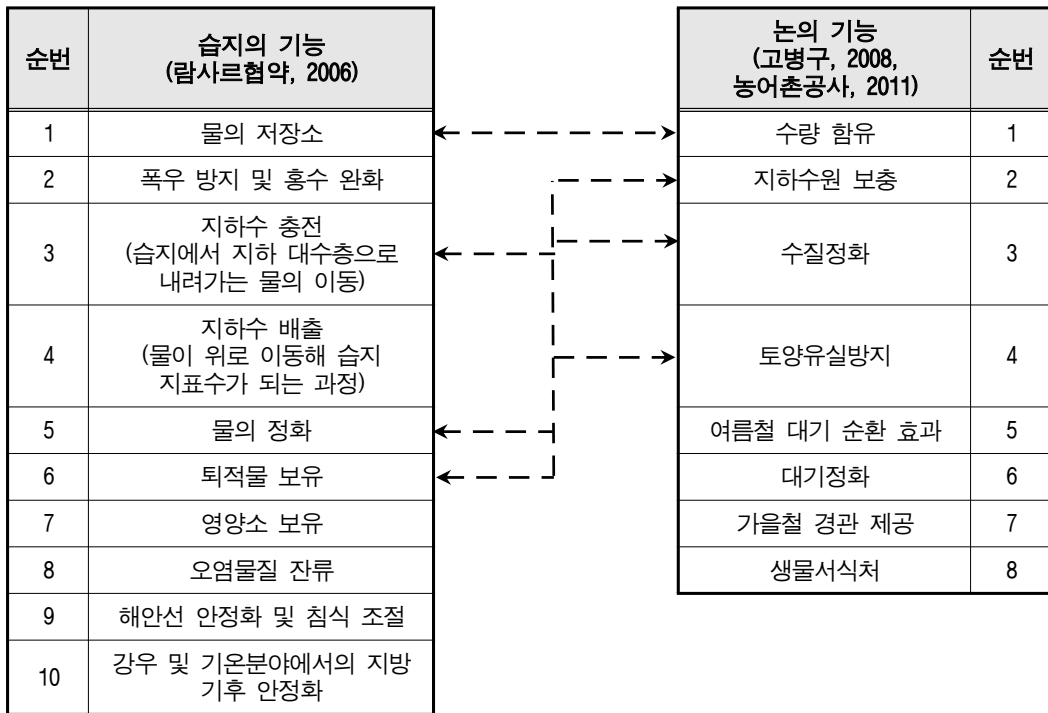 순번
습지의 기능
(람사르협약, 2006)
1
물의 저장소
2
폭우 방지 및 홍수 완화
3
지하수 충전
(습지에서 지하 대수층으로
내려가는 물의 이동)
4
지하수 배출
(물이 위로 이동해 습지
지표수가 되는 과정)
5
물의 정화
6
퇴적물 보유
7
영양소 보유
8
오염물질 잔류
9
해안선 안정화 및 침식 조절
10
강우 및 기온분야에서의 지방
기후 안정화
논의 기능
(고병구, 2008,
농어촌공사, 2011)
순번
수량 함유
1
지하수원 보충
2
수질정화
3
토양유실방지
4
여름철 대기 순환 효과
5
대기정화
6
가을철 경관 제공
7
생물서식처
8